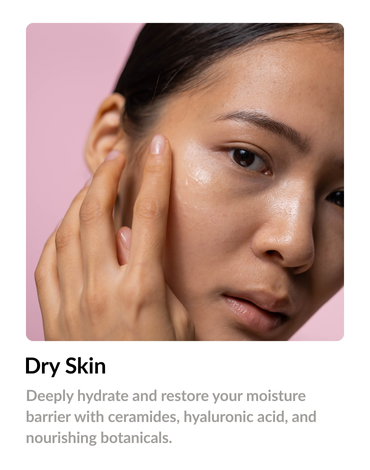 Dry Skin
Deeply hydrate and restore your moisture
barrier with ceramides, hyaluronic acid, and
nourishing botanicals.